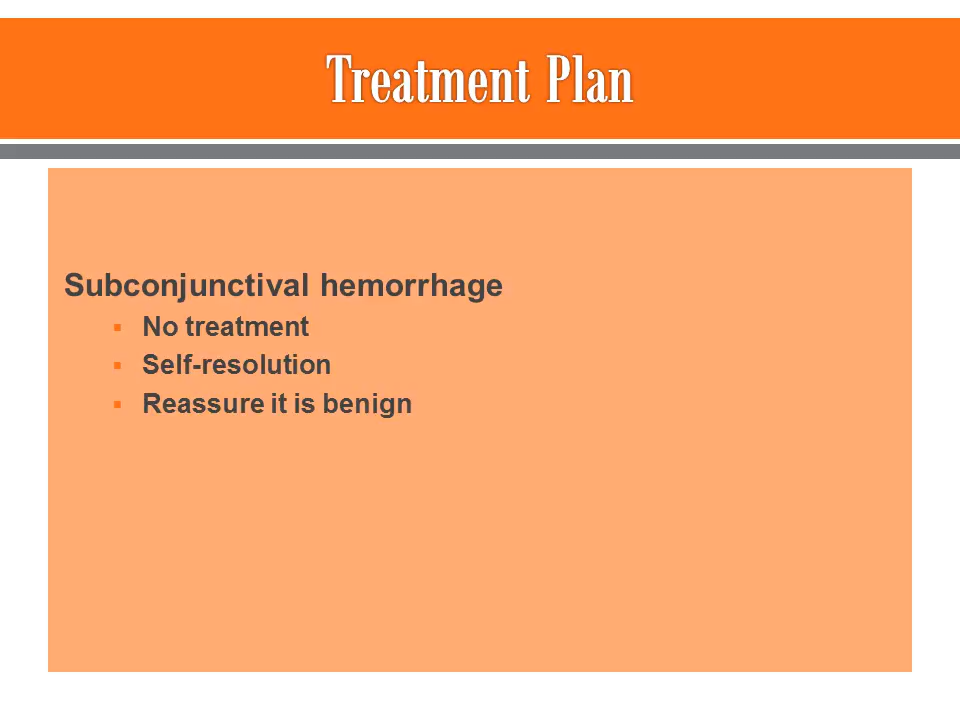 Treatment Plan
Subconjunctival hemorrhage
▪ No treatment
▪ Self-resolution
▪ Reassure it is benign